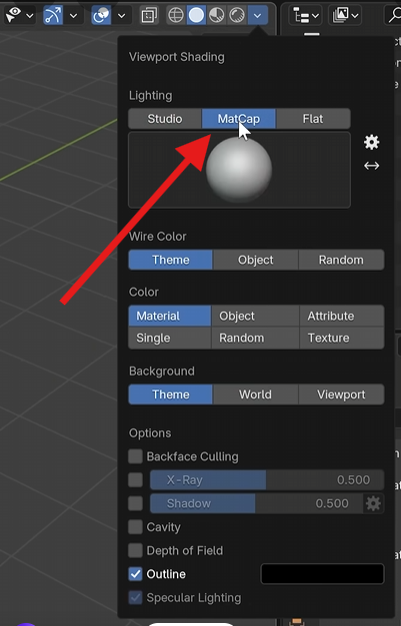 Viewport Shading
Lighting
Studio MatCap Flat
Wire Color
Theme Object Random
Color
Material Object Attribute
Single Random Texture
Background
Theme World Viewport
Options
Backface Culling
X-Ray 0.500
Shadow 0.500
Cavity
Depth of Field
Outline
Specular Lighting